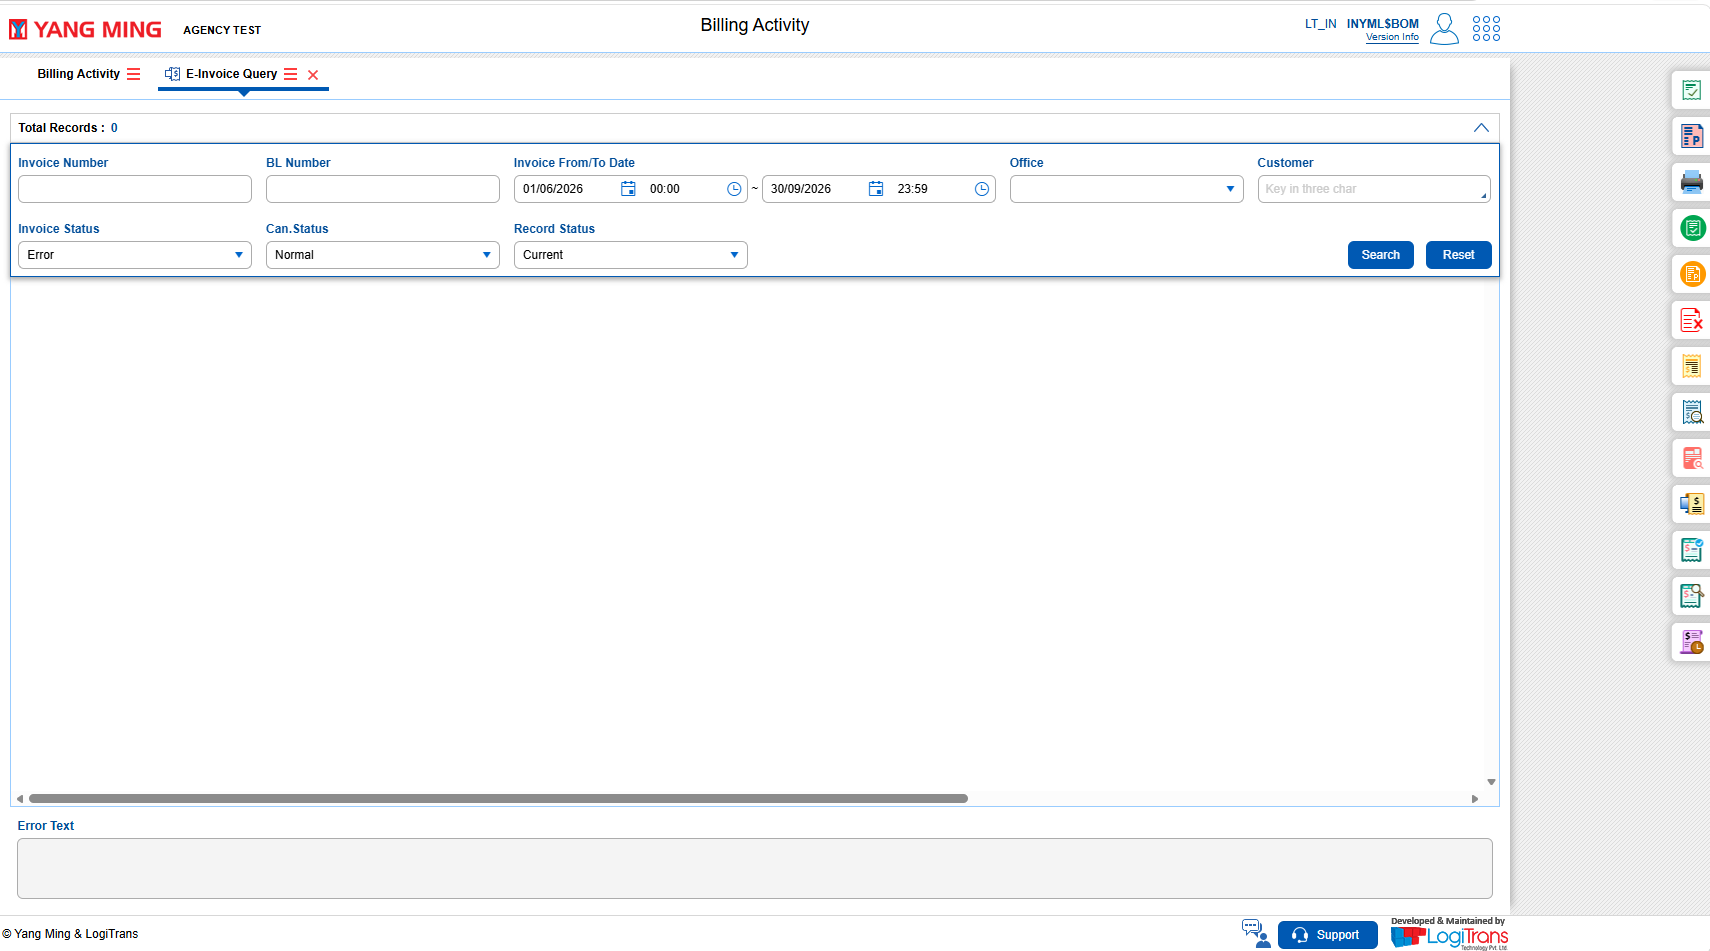 YANG MING
AGENCY TEST
Billing Activity
LT_IN INYML$BOM
Version Info
Billing Activity
E-Invoice Query
Total Records : 0
Invoice Number
BL Number
Invoice From/To Date
Office
Customer
01/06/2026 00:00 ~ 30/09/2026 23:59
Key in three char
Invoice Status
Can.Status
Record Status
Error
Normal
Current
Search
Reset
Error Text
© Yang Ming & LogiTrans
Support
Developed & Maintained by
LogiTrans
Technology Pvt. Ltd.